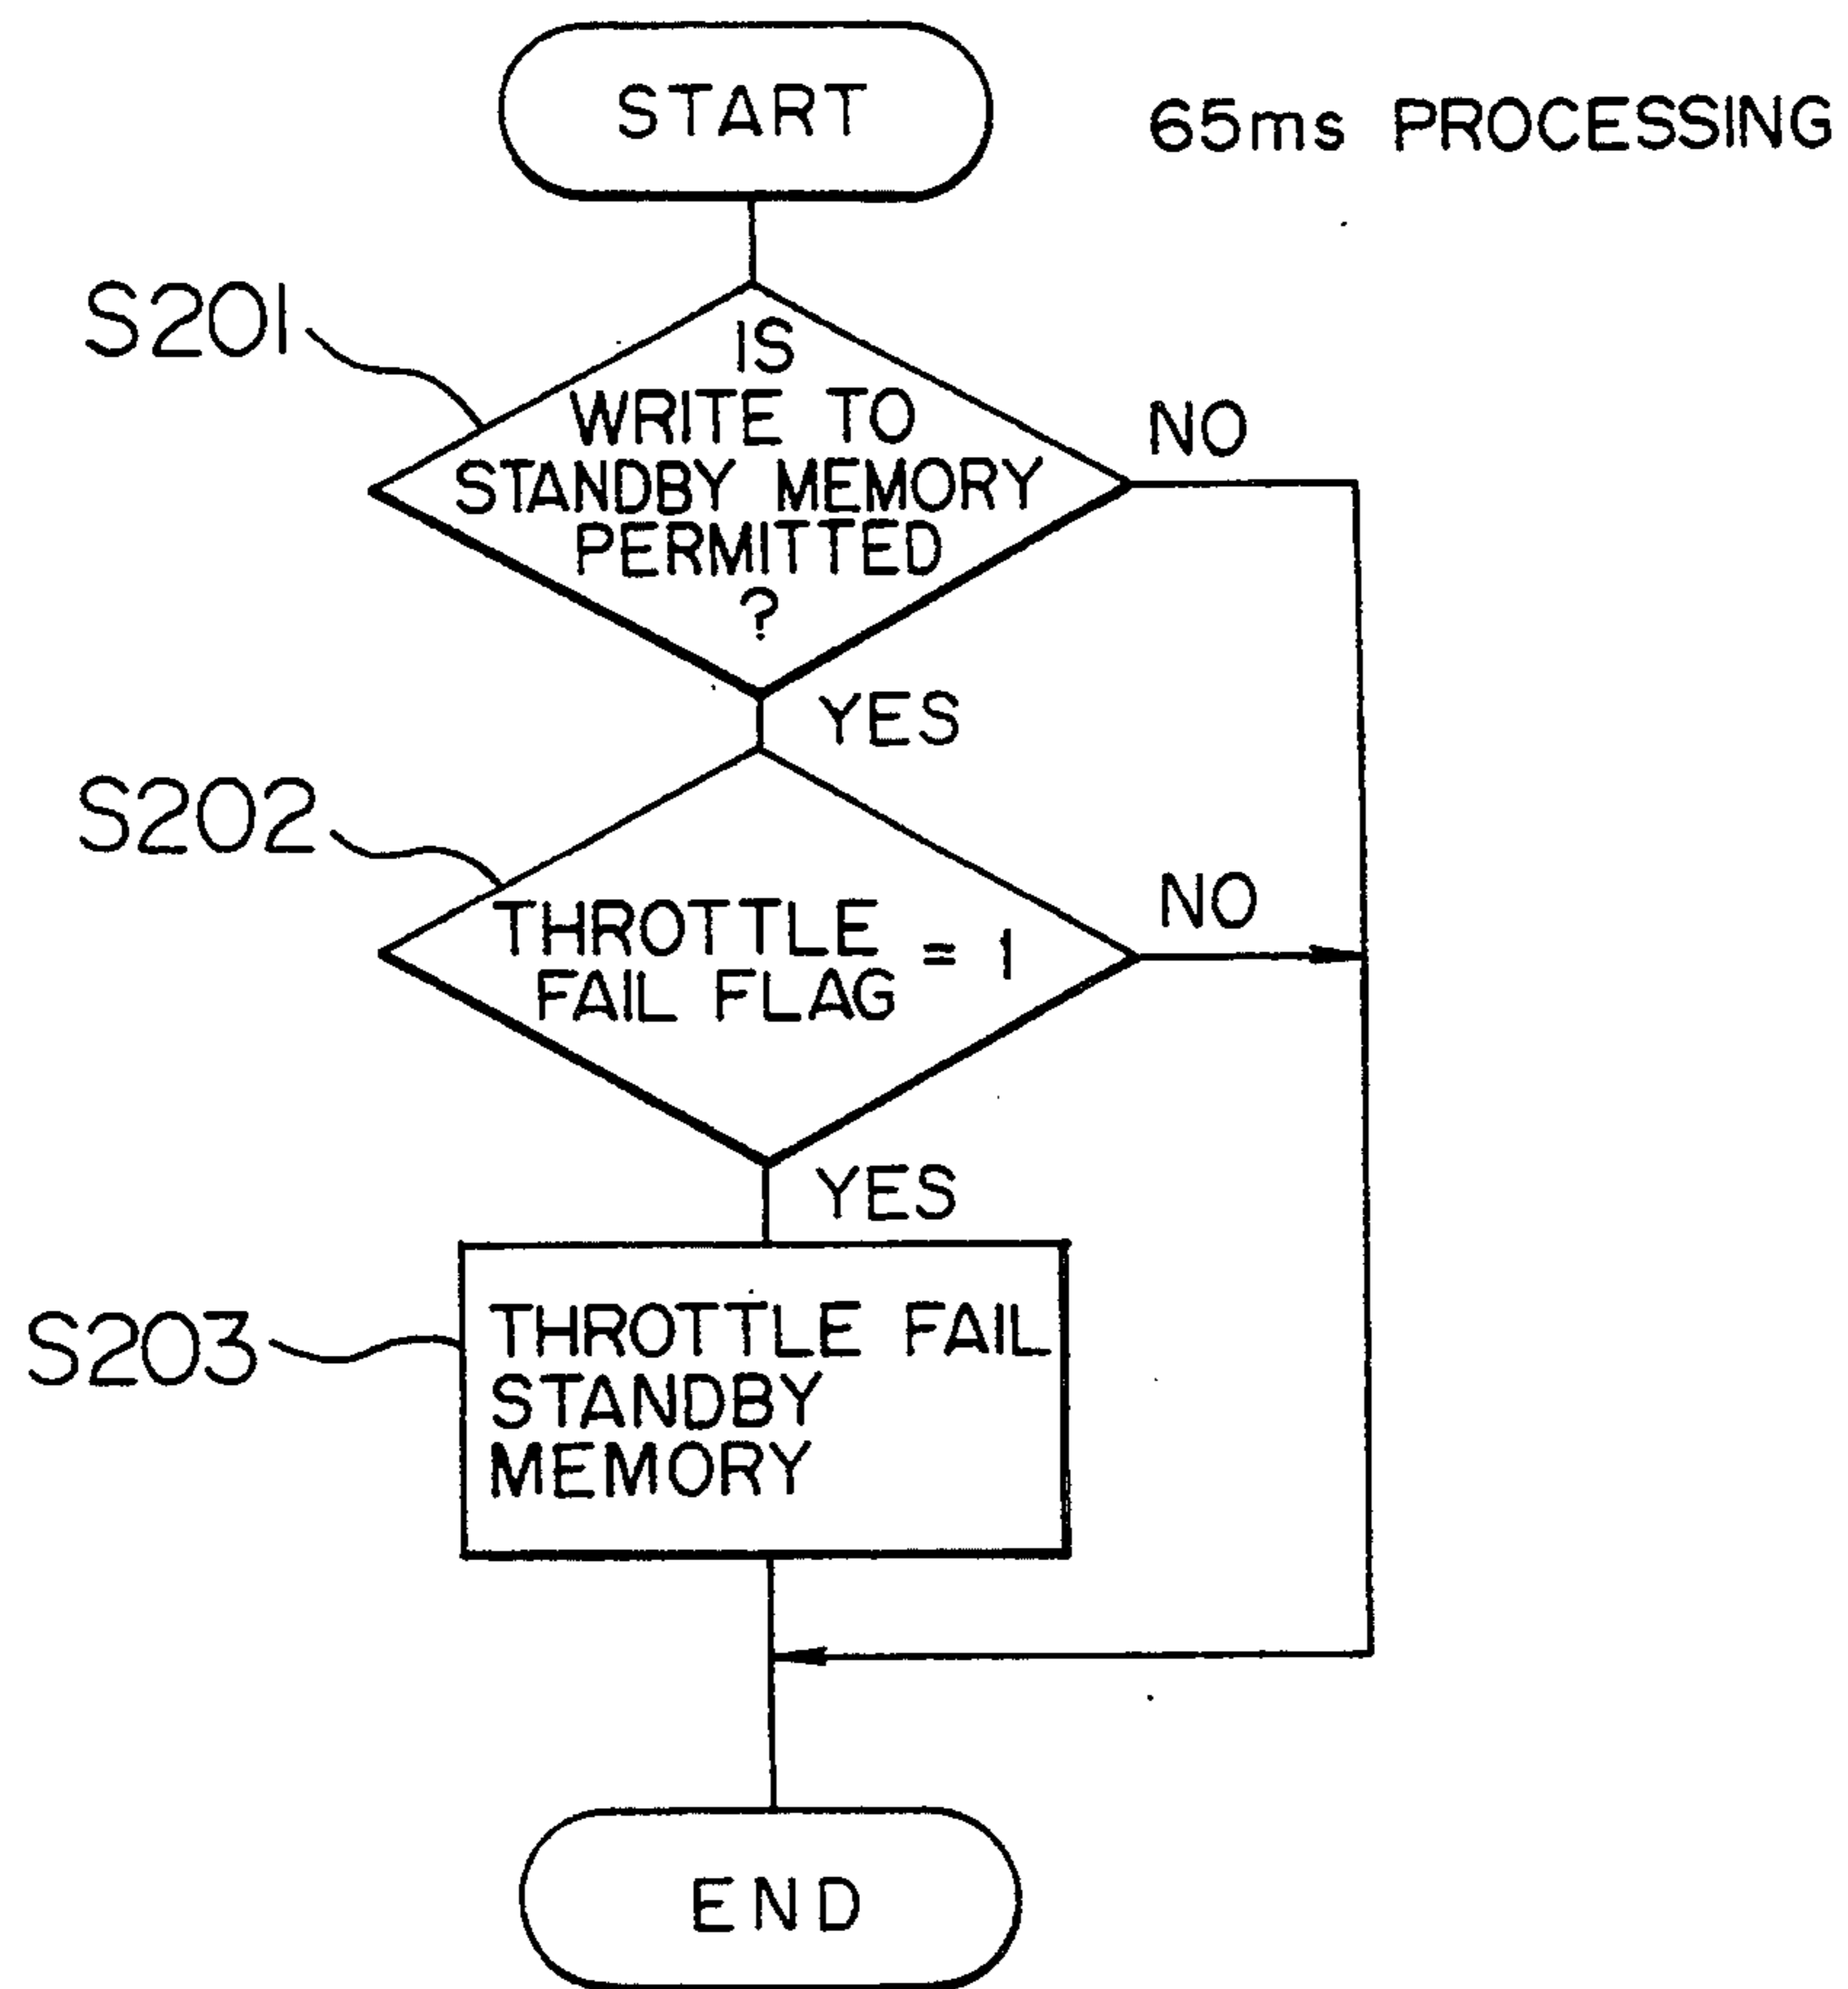 START
65ms PROCESSING
S201
IS
WRITE TO
STANDBY MEMORY
PERMITTED
?
NO
YES
S202
THROTTLE
FAIL FLAG = 1
NO
YES
S203
THROTTLE FAIL
STANDBY
MEMORY
END